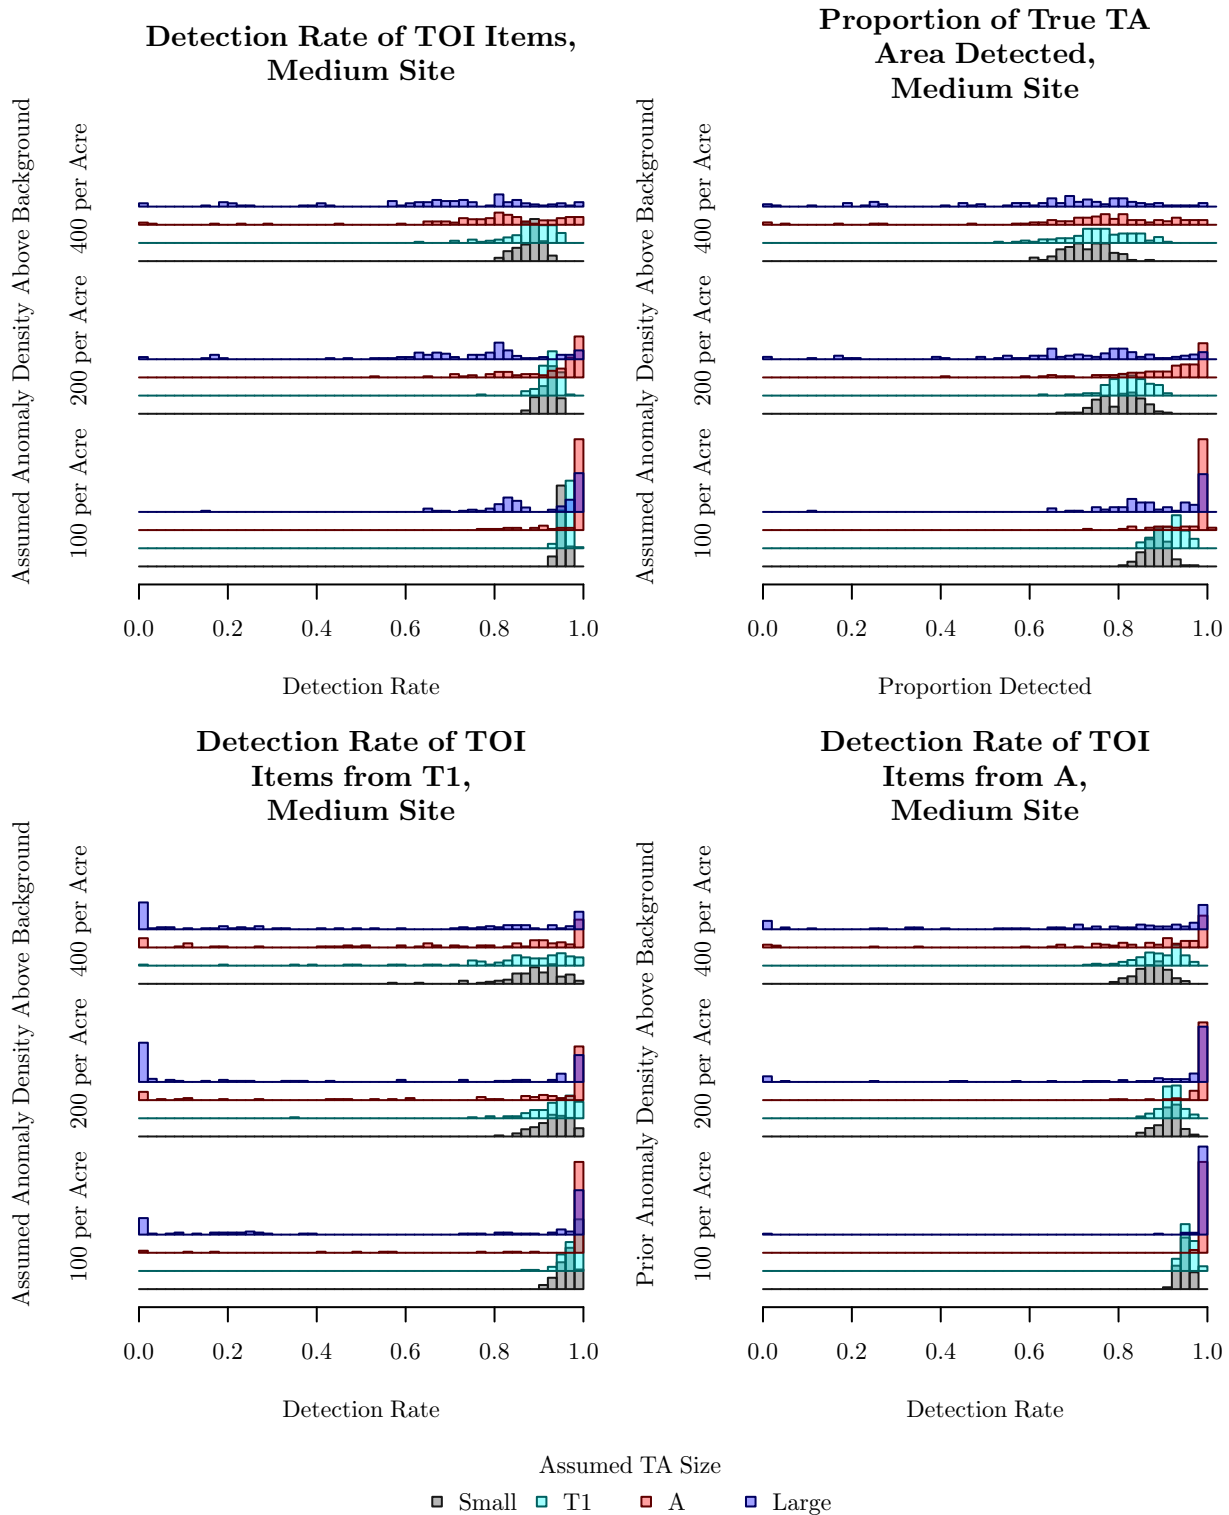 Detection Rate of TOI Items,
Medium Site
Assumed Anomaly Density Above Background
400 per Acre
200 per Acre
100 per Acre
0.0 0.2 0.4 0.6 0.8 1.0
Detection Rate
Proportion of True TA
Area Detected,
Medium Site
Assumed Anomaly Density Above Background
400 per Acre
200 per Acre
100 per Acre
0.0 0.2 0.4 0.6 0.8 1.0
Proportion Detected
Detection Rate of TOI
Items from T1,
Medium Site
Assumed Anomaly Density Above Background
400 per Acre
200 per Acre
100 per Acre
0.0 0.2 0.4 0.6 0.8 1.0
Detection Rate
Detection Rate of TOI
Items from A,
Medium Site
Prior Anomaly Density Above Background
400 per Acre
200 per Acre
100 per Acre
0.0 0.2 0.4 0.6 0.8 1.0
Detection Rate
Assumed TA Size
Small T1 A Large